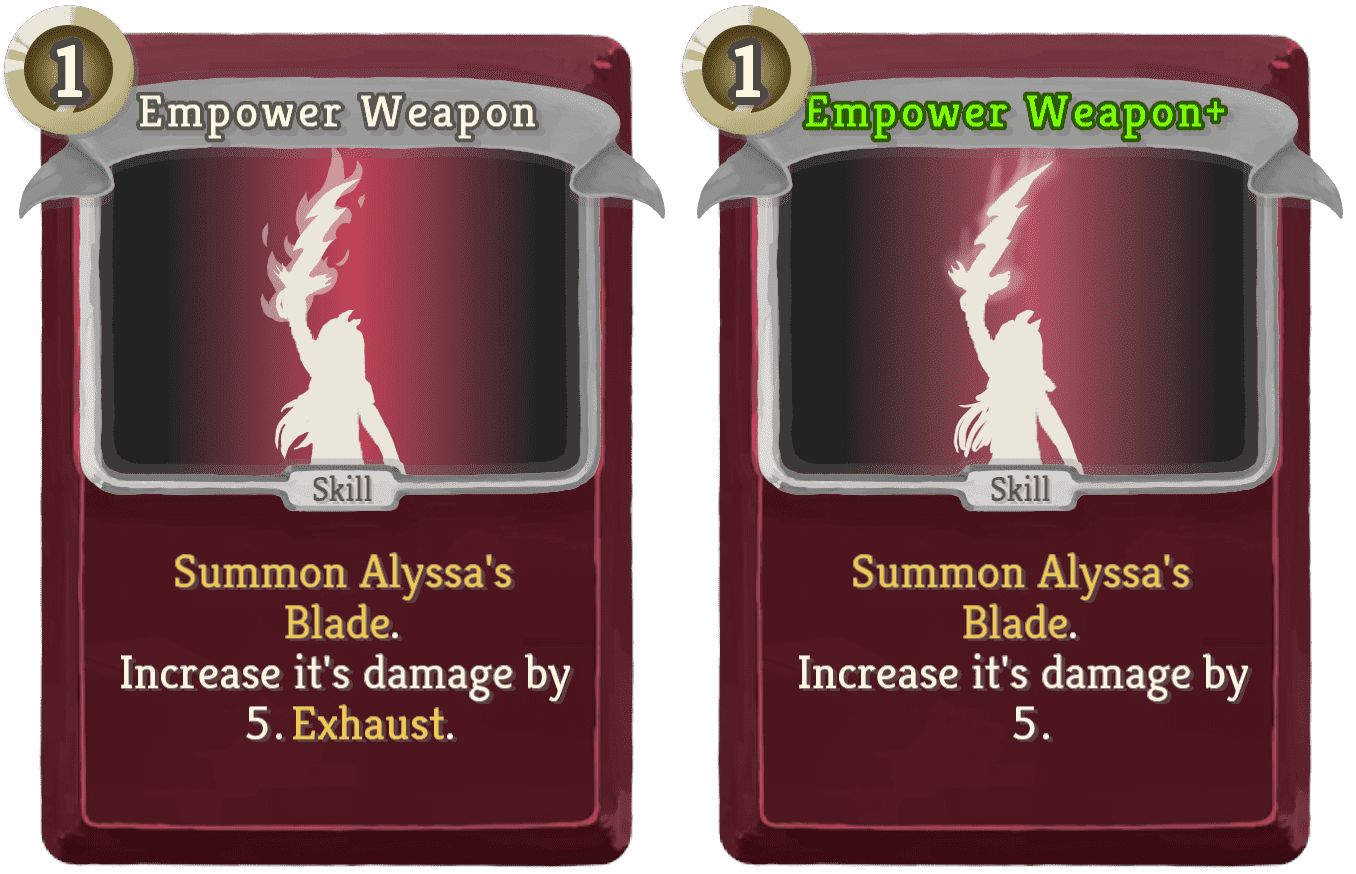 1
Empower Weapon
Skill
Summon Alyssa's
Blade.
Increase it's damage by
5. Exhaust.
1
Empower Weapon+
Skill
Summon Alyssa's
Blade.
Increase it's damage by
5.